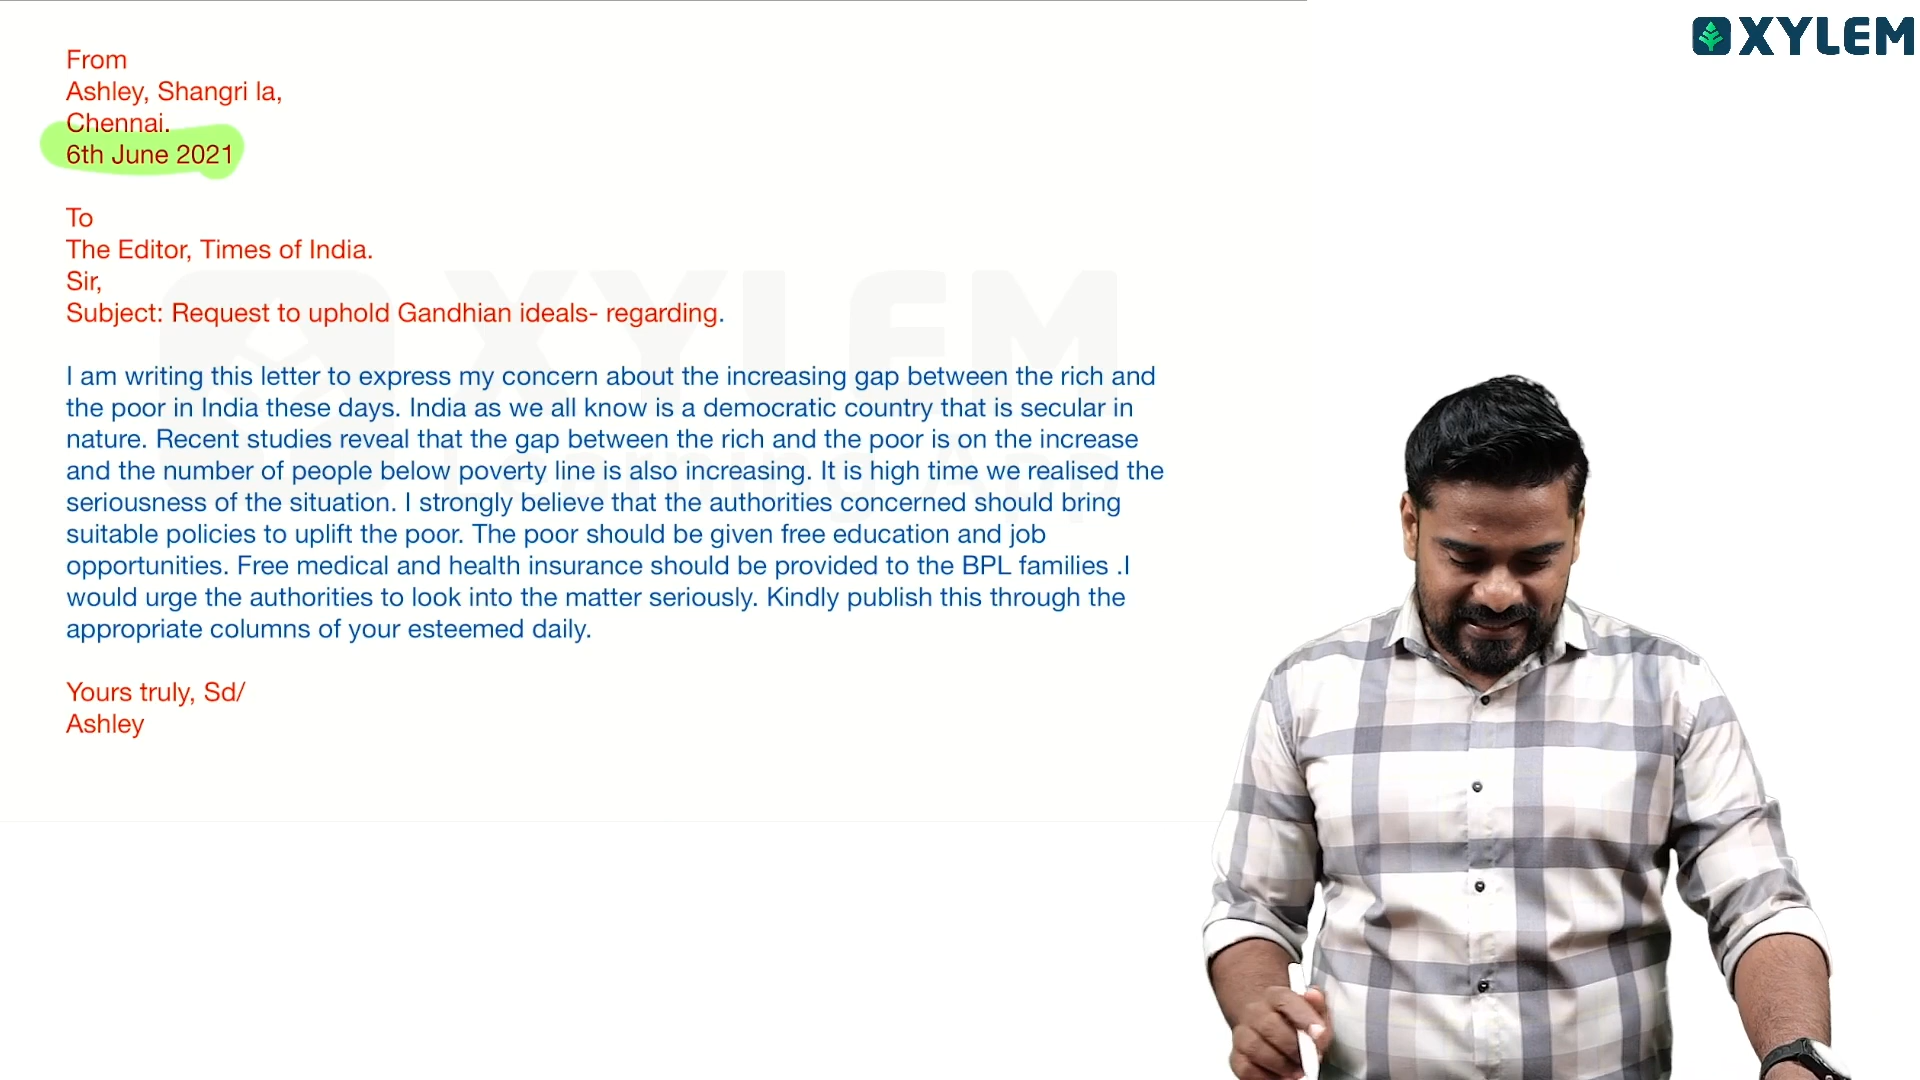 XYLEM
From
Ashley, Shangri la,
Chennai.
6th June 2021
To
The Editor, Times of India.
Sir,
Subject: Request to uphold Gandhian ideals- regarding.
I am writing this letter to express my concern about the increasing gap between the rich and
the poor in India these days. India as we all know is a democratic country that is secular in
nature. Recent studies reveal that the gap between the rich and the poor is on the increase
and the number of people below poverty line is also increasing. It is high time we realised the
seriousness of the situation. I strongly believe that the authorities concerned should bring
suitable policies to uplift the poor. The poor should be given free education and job
opportunities. Free medical and health insurance should be provided to the BPL families .I
would urge the authorities to look into the matter seriously. Kindly publish this through the
appropriate columns of your esteemed daily.
Yours truly, Sd/
Ashley
XYLEM
Learning App